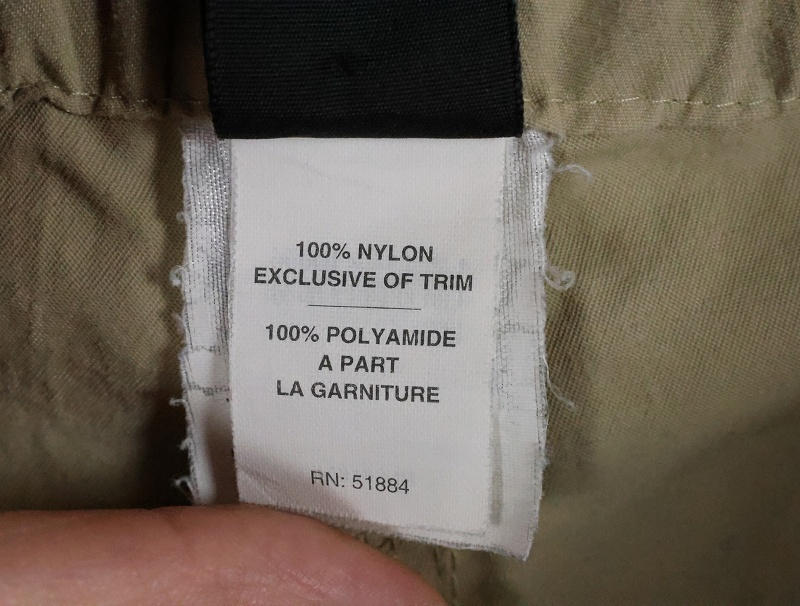 100% NYLON
EXCLUSIVE OF TRIM
100% POLYAMIDE
A PART
LA GARNITURE
RN: 51884